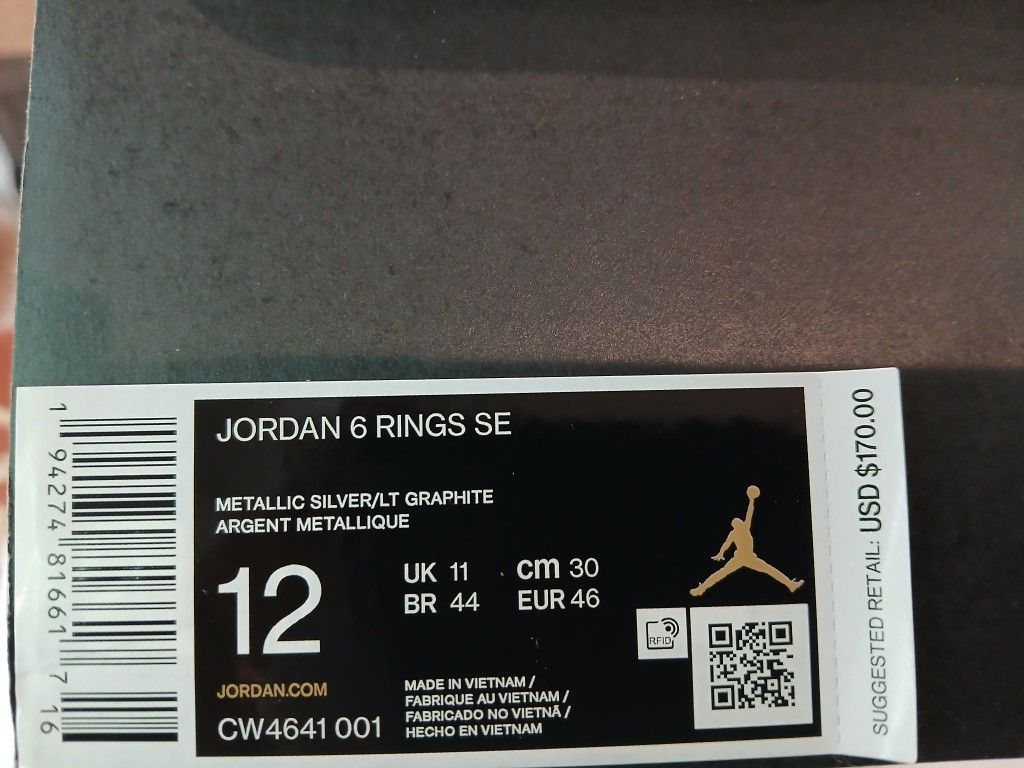 JORDAN 6 RINGS SE
METALLIC SILVER/LT GRAPHITE
ARGENT METALLIQUE
12
UK 11
cm 30
BR 44
EUR 46
RFID
JORDAN.COM
CW4641 001
MADE IN VIETNAM /
FABRIQUE AU VIETNAM /
FABRICADO NO VIETNÃ /
HECHO EN VIETNAM
1 94274 81661 7 16
SUGGESTED RETAIL: USD $170.00